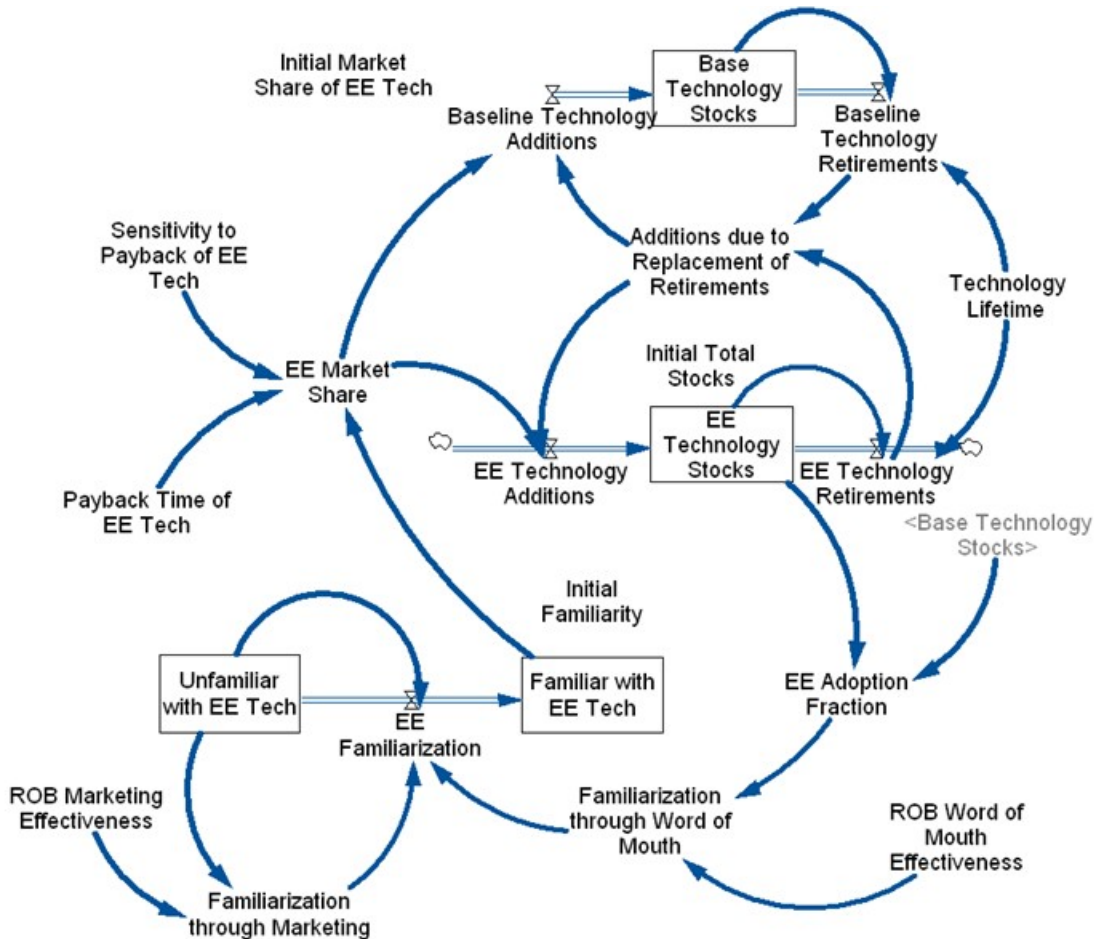 Initial Market
Share of EE Tech
Base
Technology
Stocks
Baseline Technology
Additions
Baseline
Technology
Retirements
Sensitivity to
Payback of EE
Tech
Additions due to
Replacement of
Retirements
Technology
Lifetime
EE Market
Share
Initial Total
Stocks
EE
Technology
Stocks
EE Technology
Additions
EE Technology
Retirements
Payback Time of
EE Tech
<Base Technology
Stocks>
Initial
Familiarity
Unfamiliar
with EE Tech
Familiar with
EE Tech
EE
Familiarization
EE Adoption
Fraction
ROB Marketing
Effectiveness
Familiarization
through Word of
Mouth
ROB Word of
Mouth
Effectiveness
Familiarization
through Marketing